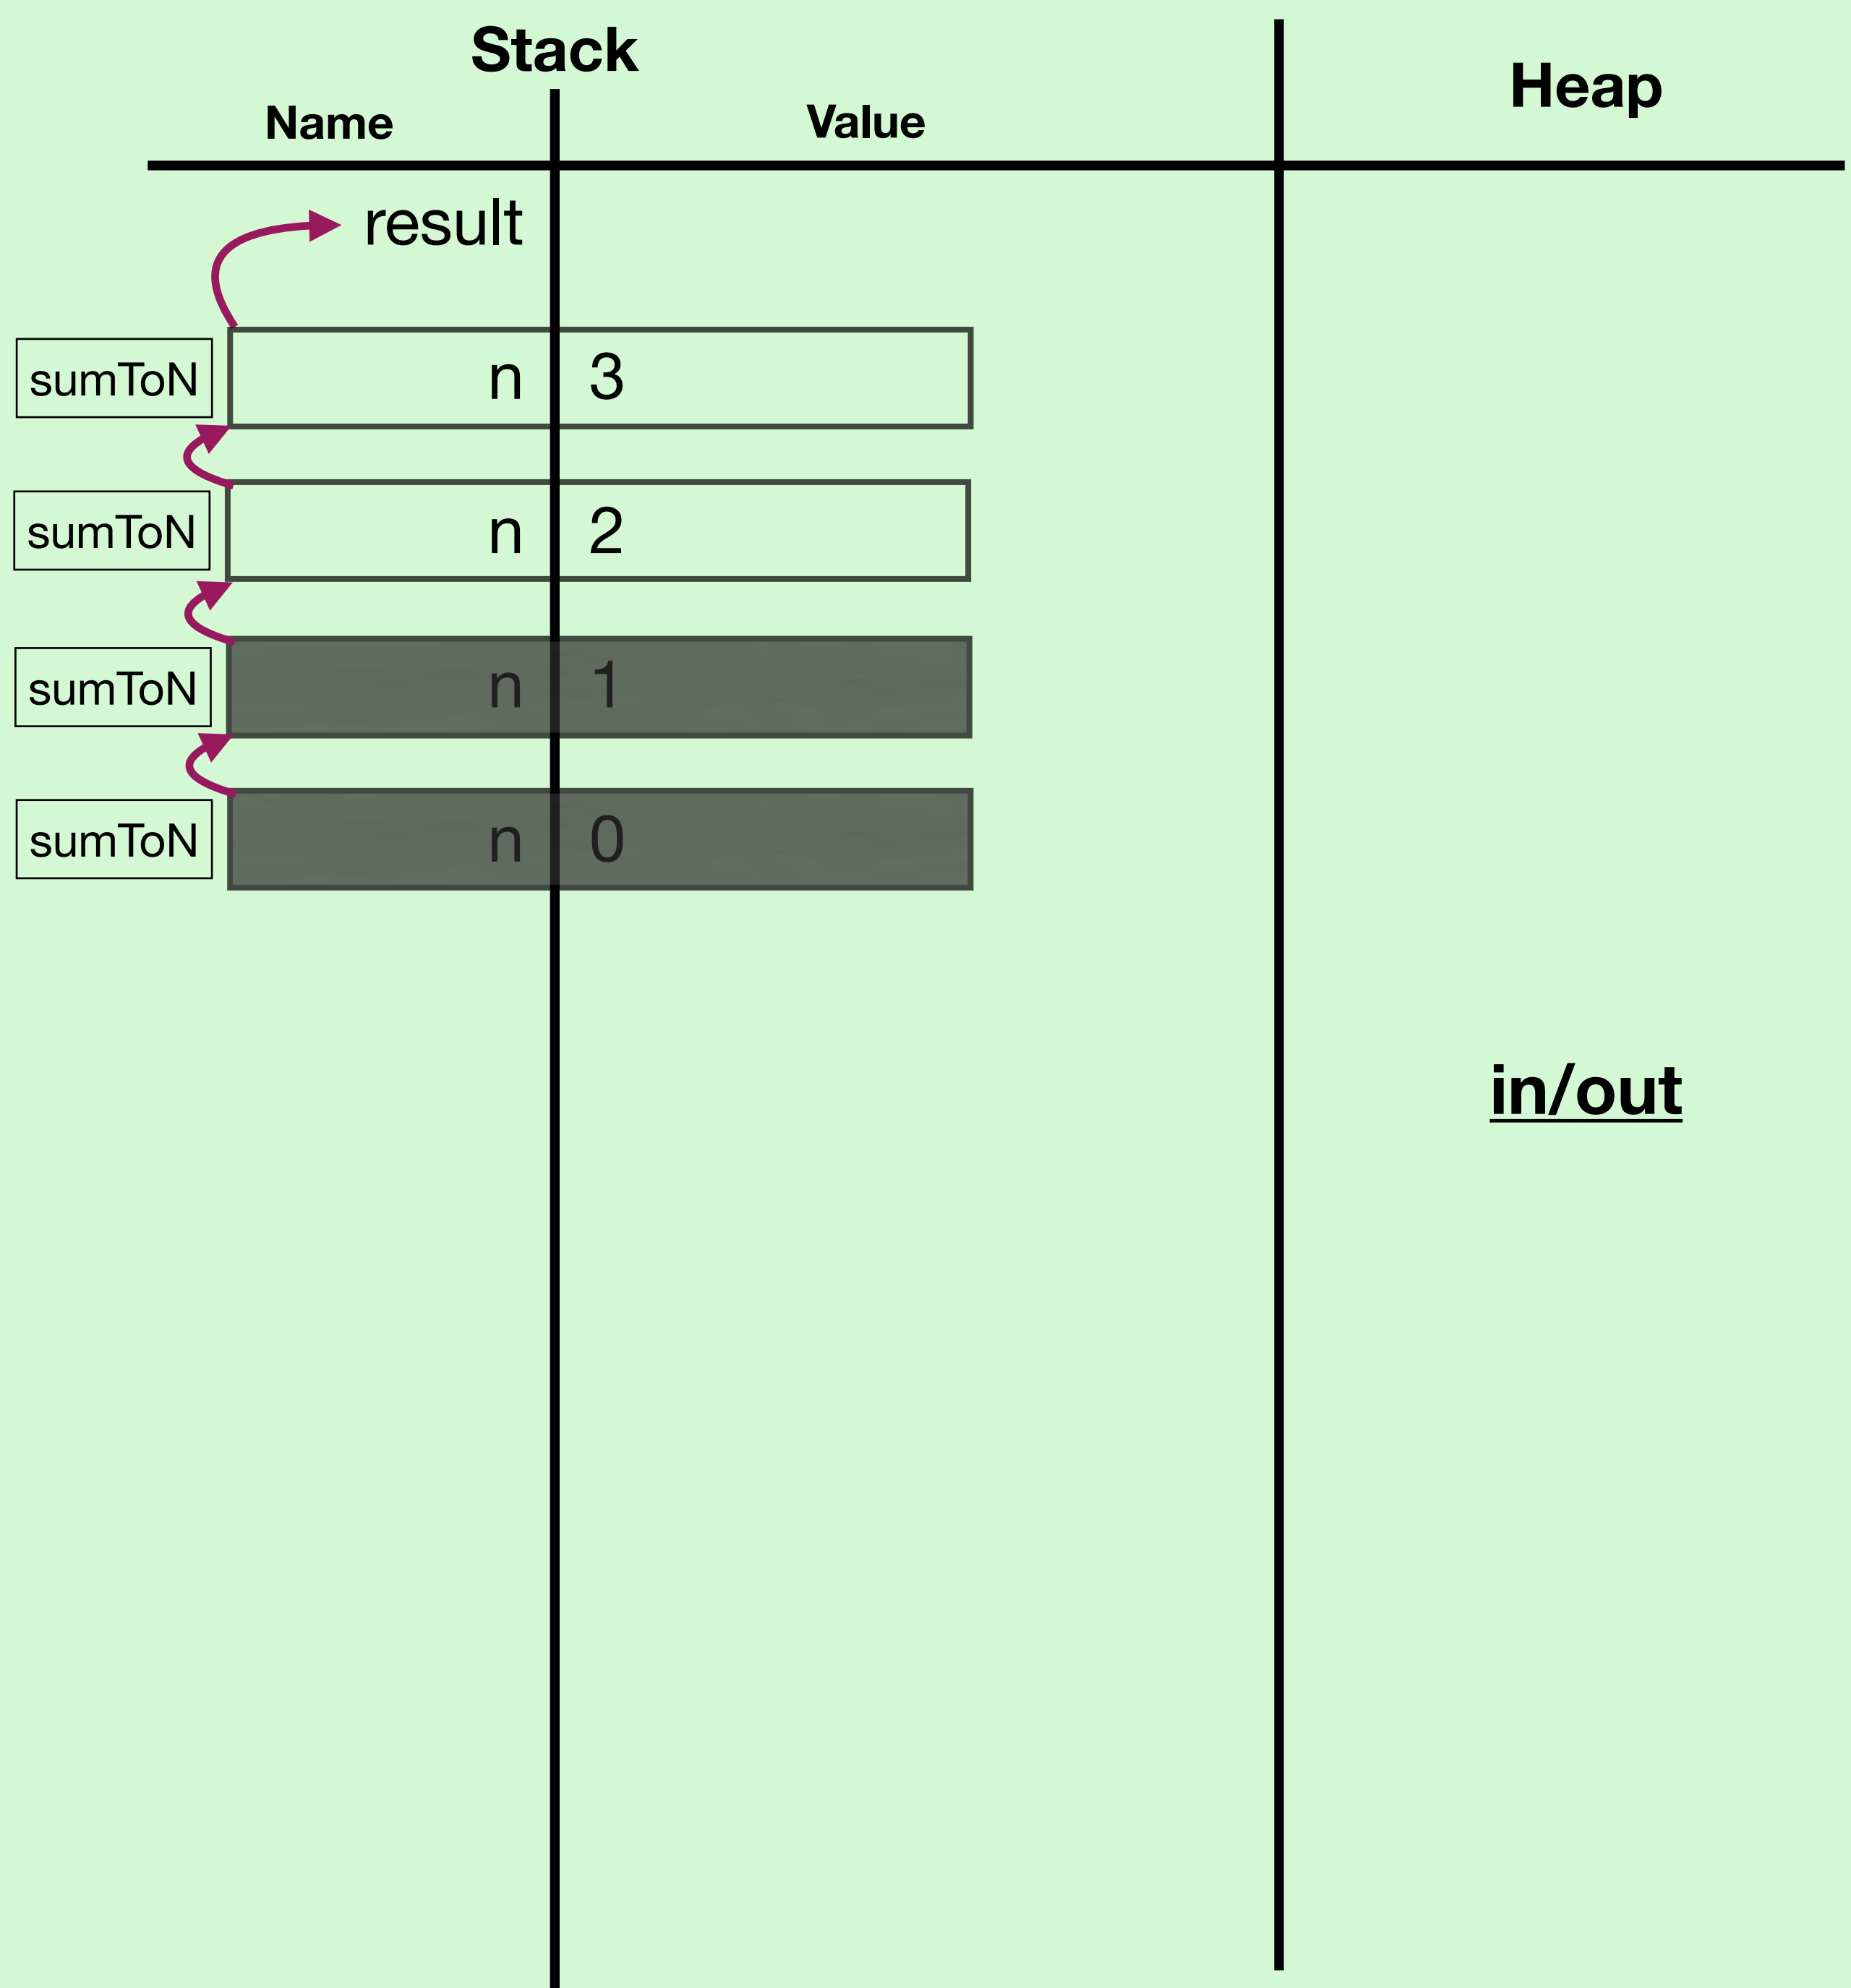 Stack
Heap
Name Value
result
sumToN n 3
sumToN n 2
sumToN n 1
sumToN n 0
in/out